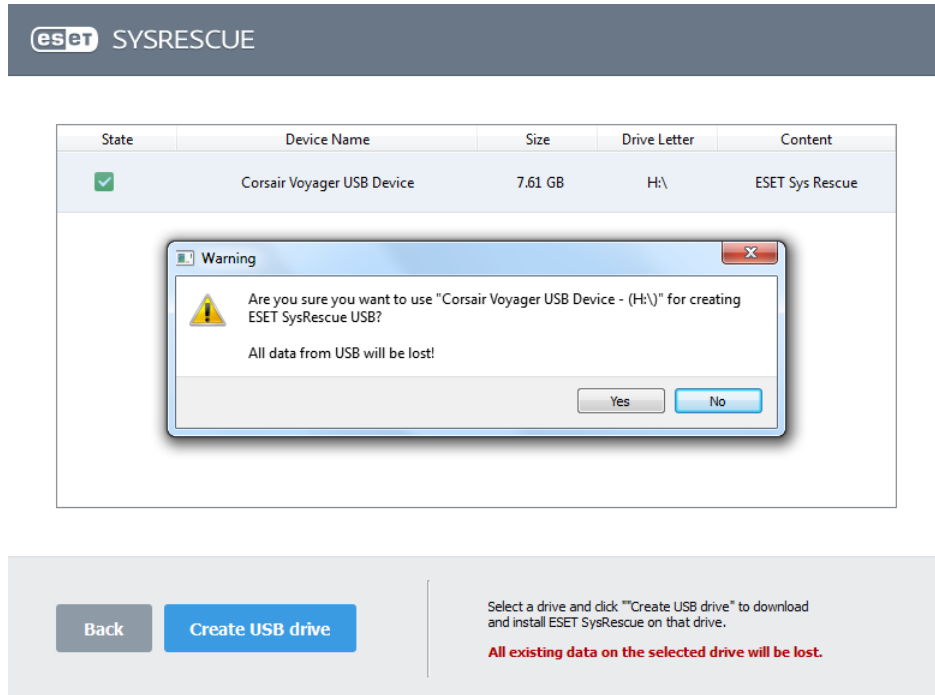 eset SYSRESCUE
State Device Name Size Drive Letter Content
Corsair Voyager USB Device 7.61 GB H:\ ESET Sys Rescue
Warning
Are you sure you want to use "Corsair Voyager USB Device - (H:\)" for creating
ESET SysRescue USB?
All data from USB will be lost!
Yes No
Back Create USB drive
Select a drive and click ""Create USB drive" to download
and install ESET SysRescue on that drive.
All existing data on the selected drive will be lost.